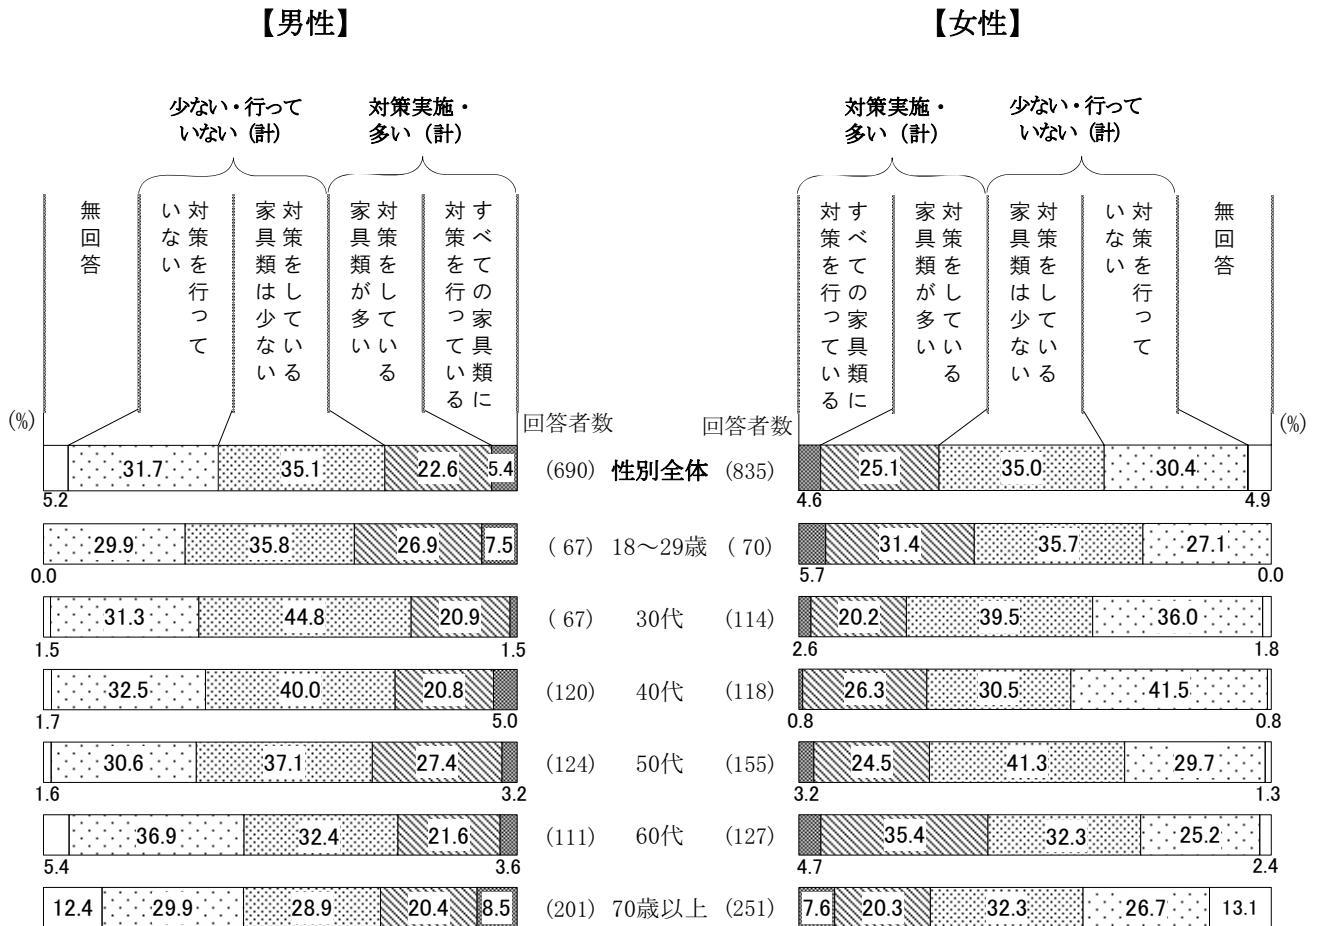 【男性】
【女性】
少ない・行って
いない（計）
対策実施・
多い（計）
対策実施・
多い（計）
少ない・行って
いない（計）
無回答
対策を行って
いない
対策をしている
家具類は少ない
対策をしている
家具類が多い
すべての家具類に
対策を行っている
すべての家具類に
対策を行っている
対策をしている
家具類が多い
対策をしている
家具類は少ない
対策を行って
いない
無回答
(%) 回答者数 回答者数 (%)
31.7 35.1 22.6 5.4 (690) 性別全体 (835) 25.1 35.0 30.4
5.2 4.6 4.9
29.9 35.8 26.9 7.5 ( 67) 18～29歳 ( 70) 31.4 35.7 27.1
0.0 5.7 0.0
31.3 44.8 20.9 ( 67) 30代 (114) 20.2 39.5 36.0
1.5 1.5 2.6 1.8
32.5 40.0 20.8 (120) 40代 (118) 26.3 30.5 41.5
1.7 5.0 0.8 0.8
30.6 37.1 27.4 (124) 50代 (155) 24.5 41.3 29.7
1.6 3.2 3.2 1.3
36.9 32.4 21.6 (111) 60代 (127) 35.4 32.3 25.2
5.4 3.6 4.7 2.4
12.4 29.9 28.9 20.4 8.5 (201) 70歳以上 (251) 7.6 20.3 32.3 26.7 13.1